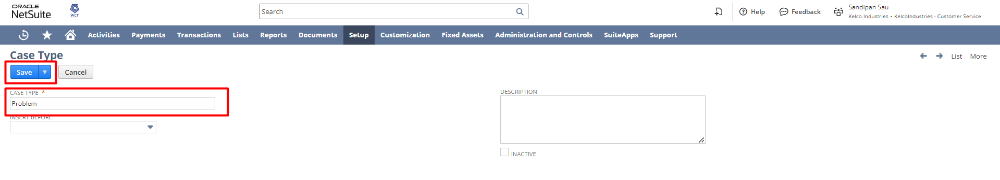 ORACLE
NetSuite
WCT
Search
Help
Feedback
Sandipan Sau
Kelco Industries - KelcoIndustries - Customer Service
Activities Payments Transactions Lists Reports Documents Setup Customization Fixed Assets Administration and Controls SuiteApps Support
Case Type
List More
Save Cancel
CASE TYPE *
Problem
INSERT BEFORE
DESCRIPTION
INACTIVE